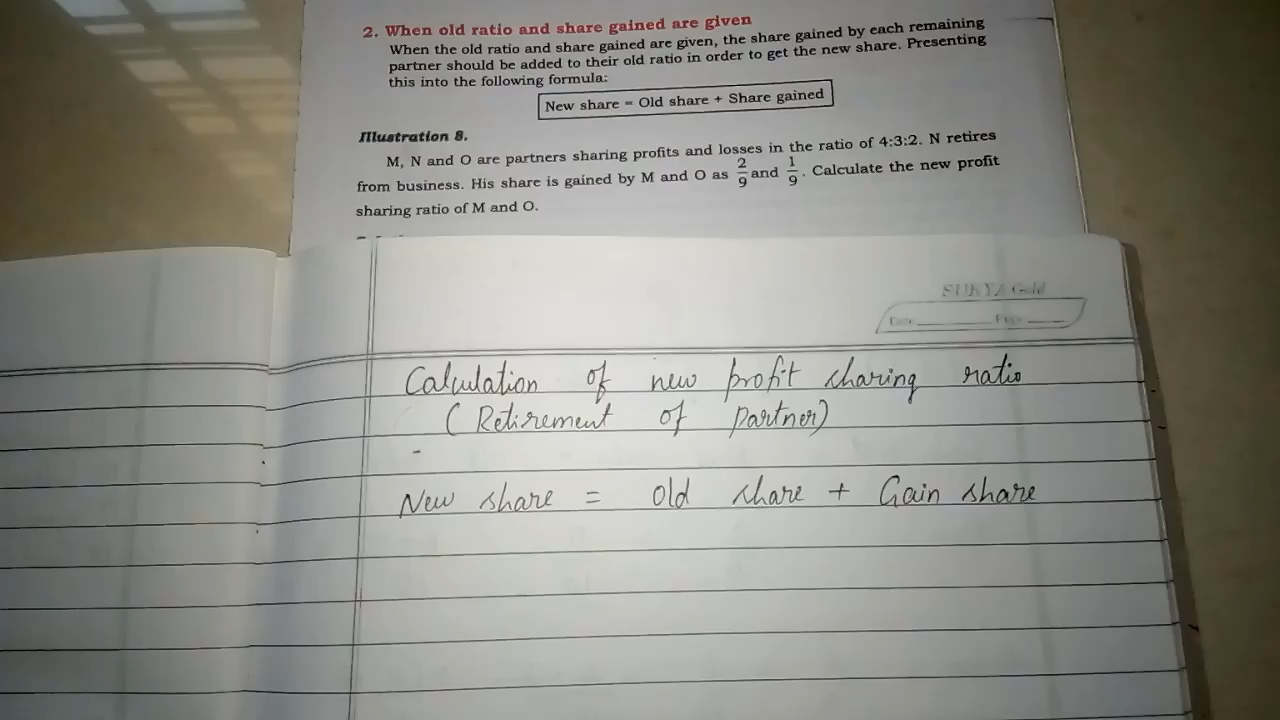 2. When old ratio and share gained are given
When the old ratio and share gained are given, the share gained by each remaining
partner should be added to their old ratio in order to get the new share. Presenting
this into the following formula:
New share = Old share + Share gained
Illustration 8.
M, N and O are partners sharing profits and losses in the ratio of 4:3:2. N retires
from business. His share is gained by M and O as 2/9 and 1/9. Calculate the new profit
sharing ratio of M and O.
SURYA Gold
Date Page
Calculation of new profit sharing ratio
(Retirement of partner)
-
New share = Old share + Gain share